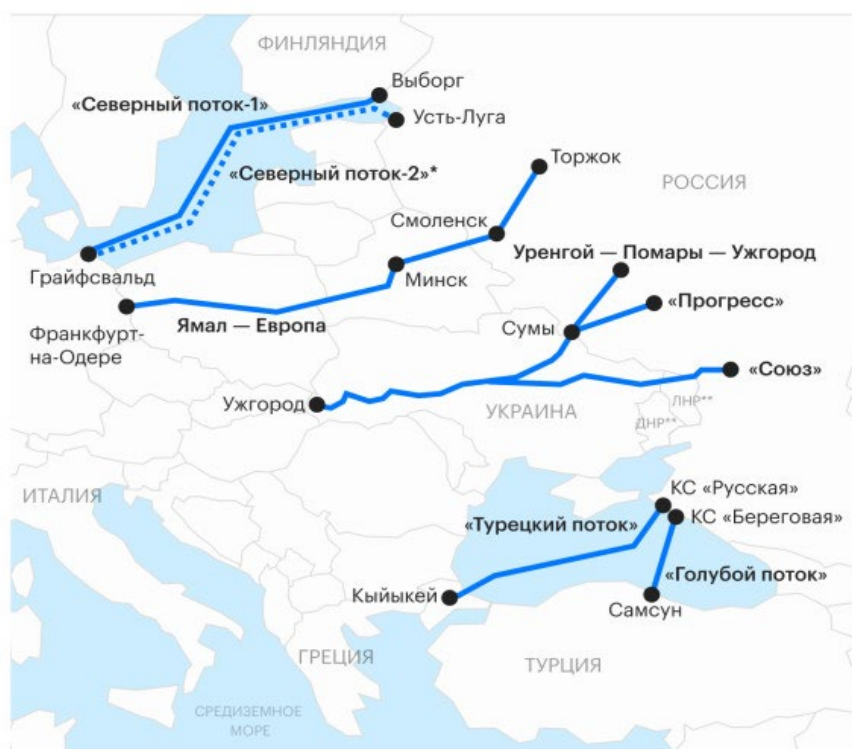 ФИНЛЯНДИЯ
Выборг
«Северный поток-1»
Усть-Луга
Торжок
«Северный поток-2»*
РОССИЯ
Смоленск
Уренгой — Помары — Ужгород
Грайфсвальд
Минск
«Прогресс»
Ямал — Европа
Сумы
Франкфурт-
на-Одере
«Союз»
Ужгород
УКРАИНА
ЛНР**
ДНР**
ИТАЛИЯ
КС «Русская»
КС «Береговая»
«Турецкий поток»
«Голубой поток»
Кыйыкей
Самсун
ГРЕЦИЯ
ТУРЦИЯ
СРЕДИЗЕМНОЕ
МОРЕ